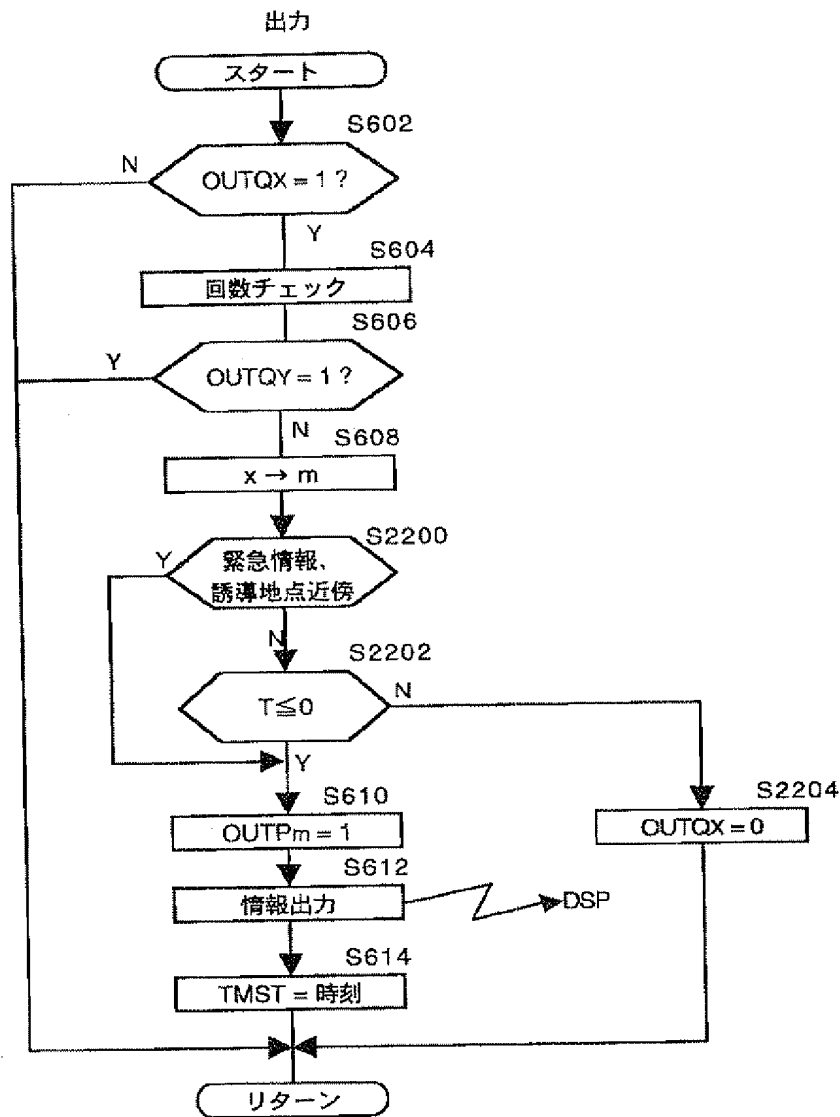 出力
スタート
S602
N
OUTQX = 1 ?
Y
S604
回数チェック
S606
Y
OUTQY = 1 ?
N
S608
x → m
S2200
Y
緊急情報、
誘導地点近傍
N
S2202
T≦0
N
Y
S2204
OUTQX = 0
S610
OUTPm = 1
S612
情報出力
DSP
S614
TMST = 時刻
リターン